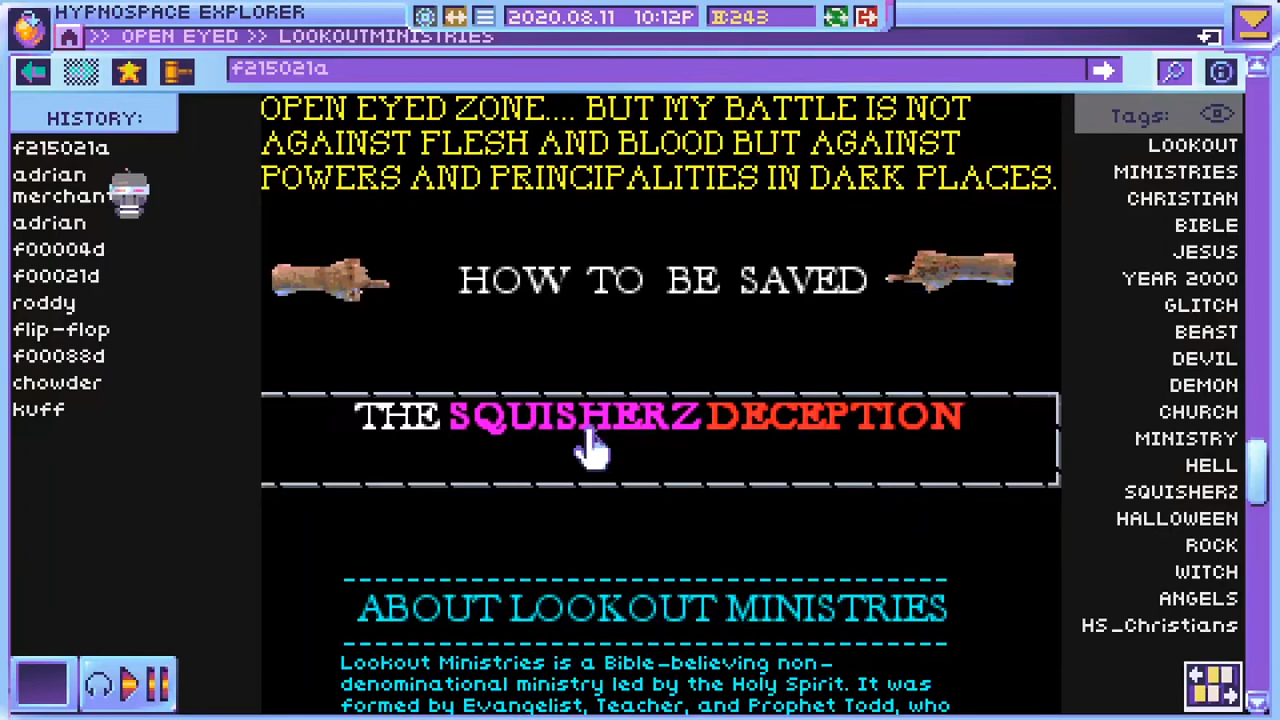 HYPNOSPACE EXPLORER
2020.08.11 10:12P
243
>> OPEN EYED >> LOOKOUTMINISTRIES
f215021a
HISTORY:
f215021a
adrian
merchant
adrian
f00004d
f00021d
roddy
flip-flop
f00088d
chowder
kuff
OPEN EYED ZONE.... BUT MY BATTLE IS NOT
AGAINST FLESH AND BLOOD BUT AGAINST
POWERS AND PRINCIPALITIES IN DARK PLACES.
HOW TO BE SAVED
THE SQUISHERZ DECEPTION
ABOUT LOOKOUT MINISTRIES
Lookout Ministries is a Bible-believing non-
denominational ministry led by the Holy Spirit. It was
formed by Evangelist, Teacher, and Prophet Todd, who
Tags:
LOOKOUT
MINISTRIES
CHRISTIAN
BIBLE
JESUS
YEAR 2000
GLITCH
BEAST
DEVIL
DEMON
CHURCH
MINISTRY
HELL
SQUISHERZ
HALLOWEEN
ROCK
WITCH
ANGELS
HS_Christians